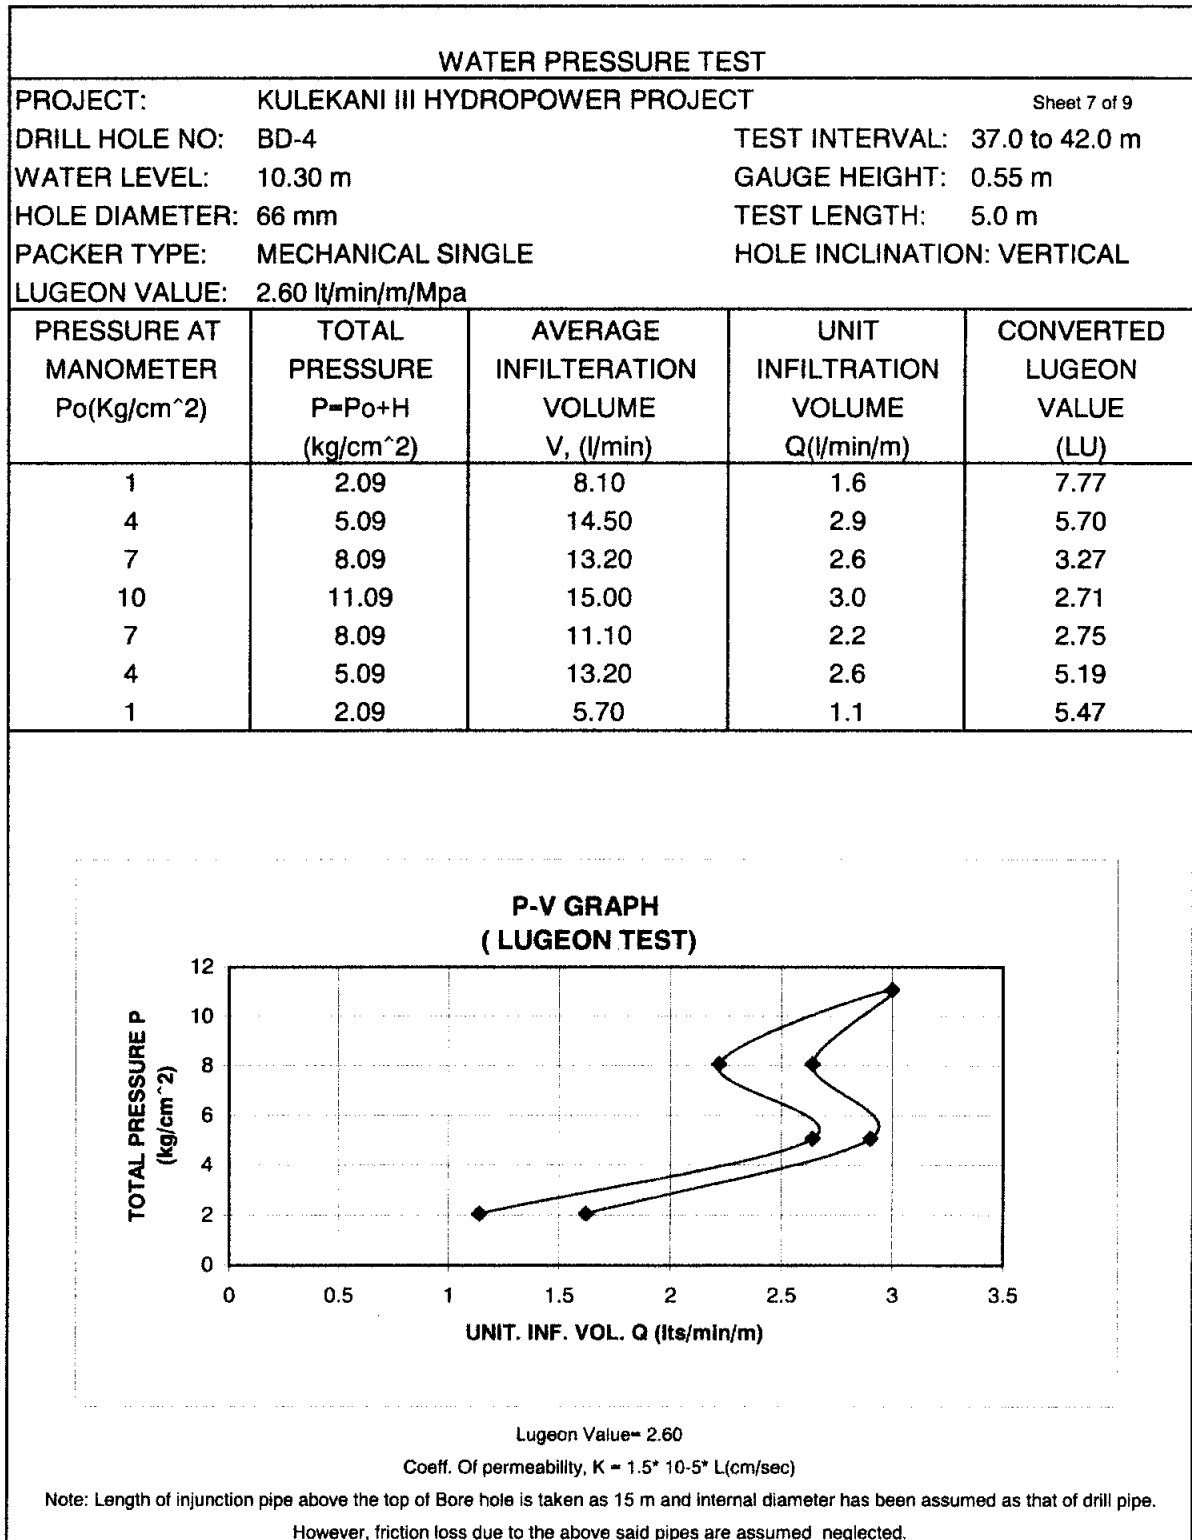 WATER PRESSURE TEST
PROJECT: KULEKANI III HYDROPOWER PROJECT Sheet 7 of 9
DRILL HOLE NO: BD-4 TEST INTERVAL: 37.0 to 42.0 m
WATER LEVEL: 10.30 m GAUGE HEIGHT: 0.55 m
HOLE DIAMETER: 66 mm TEST LENGTH: 5.0 m
PACKER TYPE: MECHANICAL SINGLE HOLE INCLINATION: VERTICAL
LUGEON VALUE: 2.60 lt/min/m/Mpa
PRESSURE AT TOTAL AVERAGE UNIT CONVERTED
MANOMETER PRESSURE INFILTERATION INFILTRATION LUGEON
Po(Kg/cm^2) P=Po+H VOLUME VOLUME VALUE
(kg/cm^2) V, (l/min) Q(l/min/m) (LU)
1 2.09 8.10 1.6 7.77
4 5.09 14.50 2.9 5.70
7 8.09 13.20 2.6 3.27
10 11.09 15.00 3.0 2.71
7 8.09 11.10 2.2 2.75
4 5.09 13.20 2.6 5.19
1 2.09 5.70 1.1 5.47
P-V GRAPH
( LUGEON TEST)
TOTAL PRESSURE P
(kg/cm^2)
12
10
8
6
4
2
0
0 0.5 1 1.5 2 2.5 3 3.5
UNIT. INF. VOL. Q (lts/min/m)
Lugeon Value= 2.60
Coeff. Of permeability, K = 1.5* 10-5* L(cm/sec)
Note: Length of injunction pipe above the top of Bore hole is taken as 15 m and internal diameter has been assumed as that of drill pipe.
However, friction loss due to the above said pipes are assumed neglected.